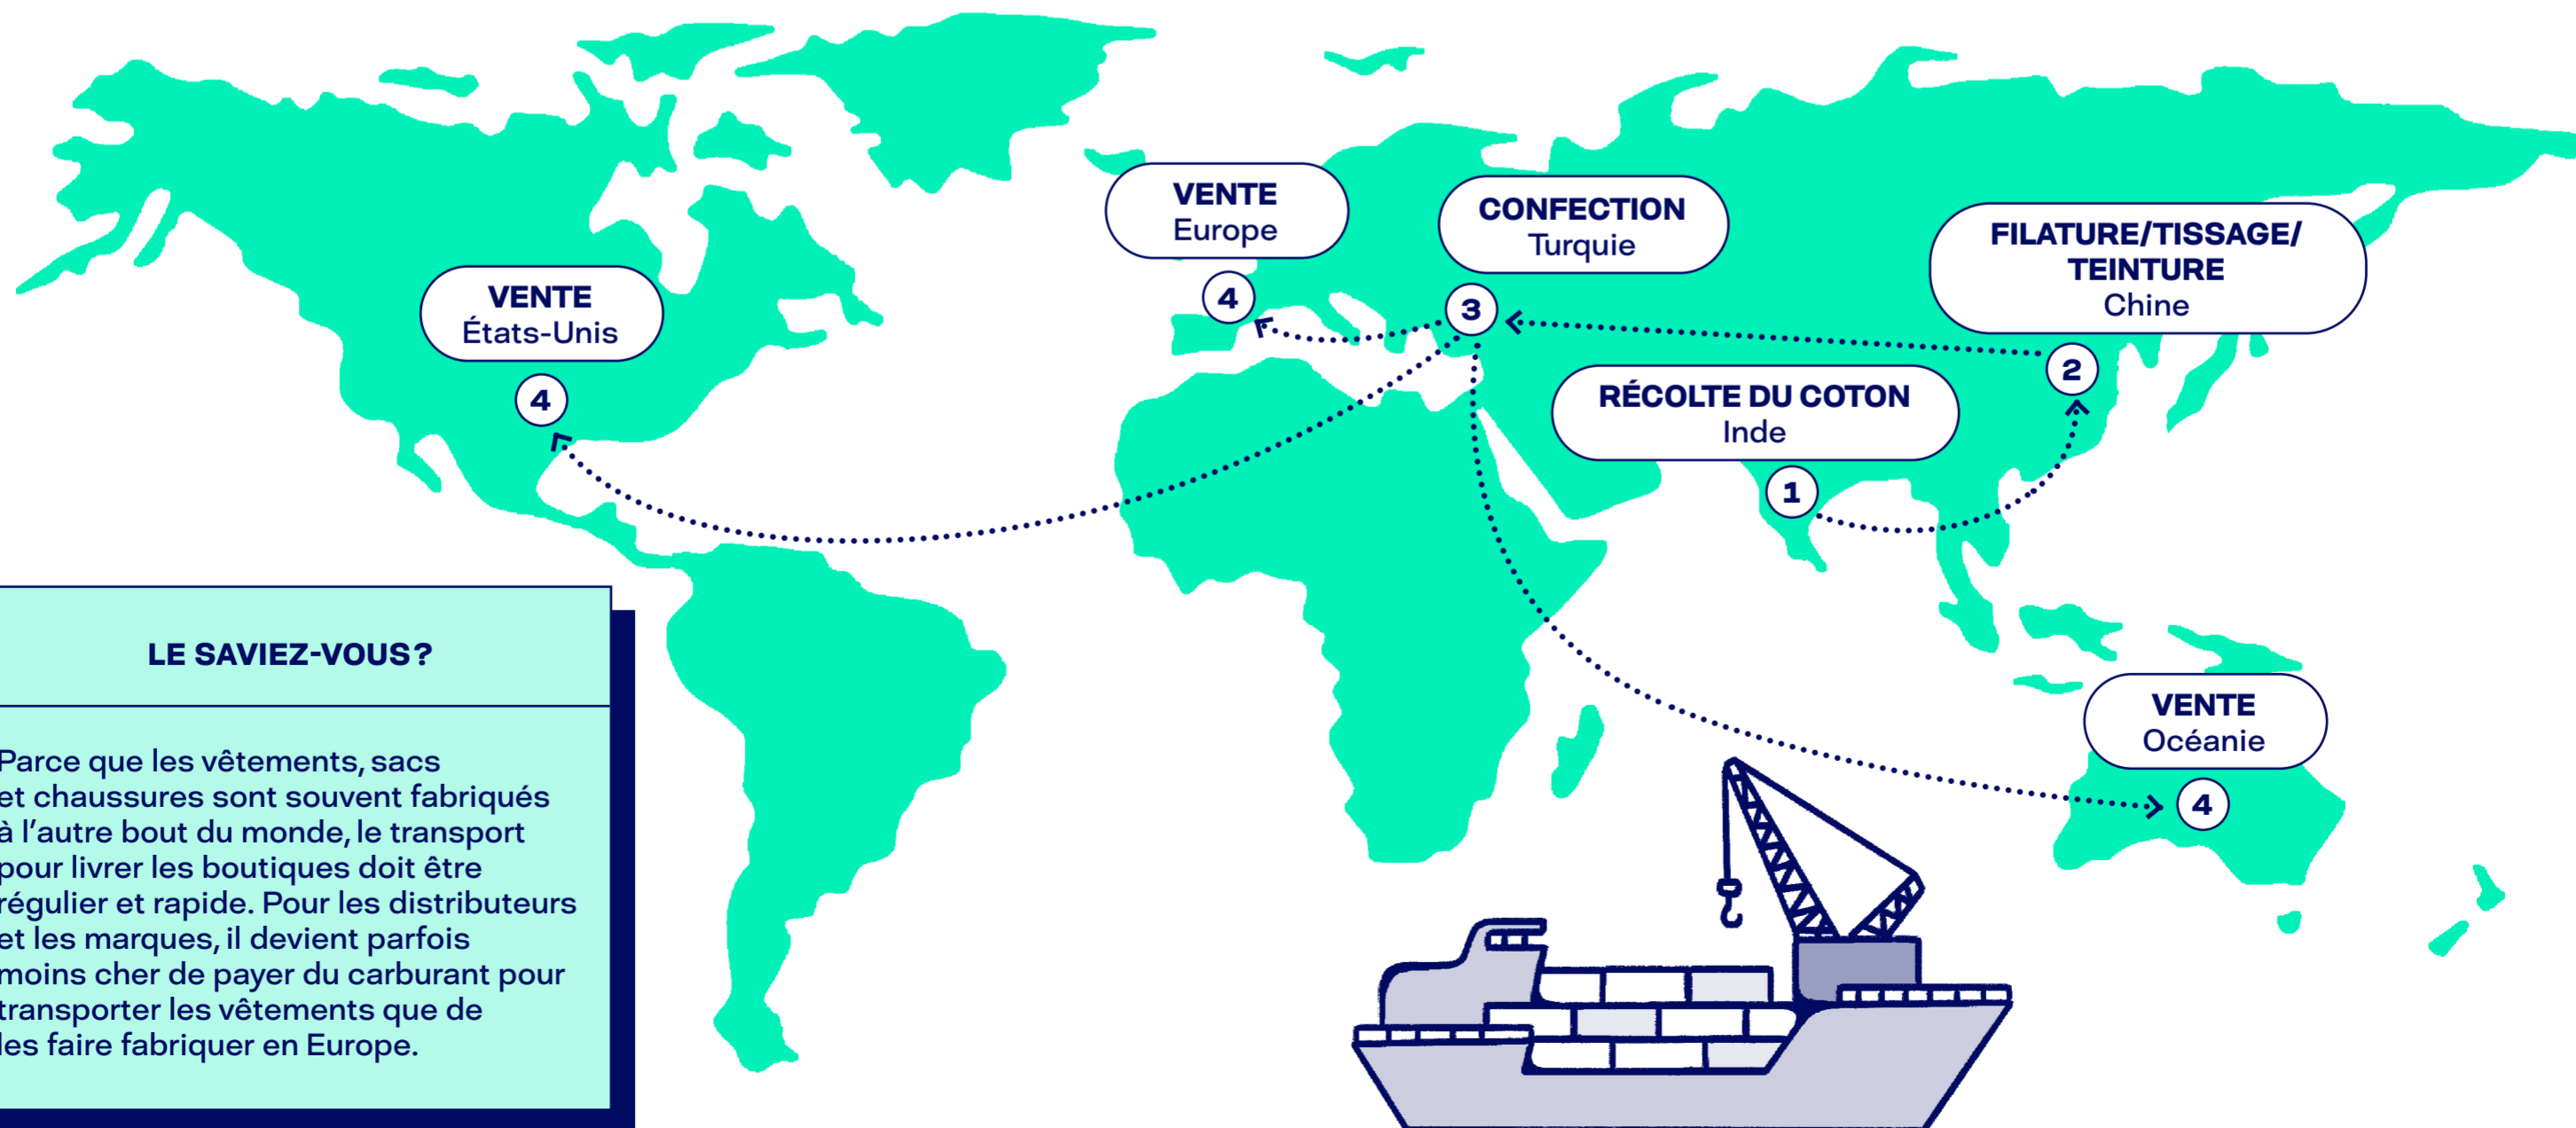 VENTE
Europe
4
CONFECTION
Turquie
3
FILATURE/TISSAGE/
TEINTURE
Chine
2
VENTE
États-Unis
4
RÉCOLTE DU COTON
Inde
1
VENTE
Océanie
4
LE SAVIEZ-VOUS?
Parce que les vêtements, sacs
et chaussures sont souvent fabriqués
à l’autre bout du monde, le transport
pour livrer les boutiques doit être
régulier et rapide. Pour les distributeurs
et les marques, il devient parfois
moins cher de payer du carburant pour
transporter les vêtements que de
les faire fabriquer en Europe.